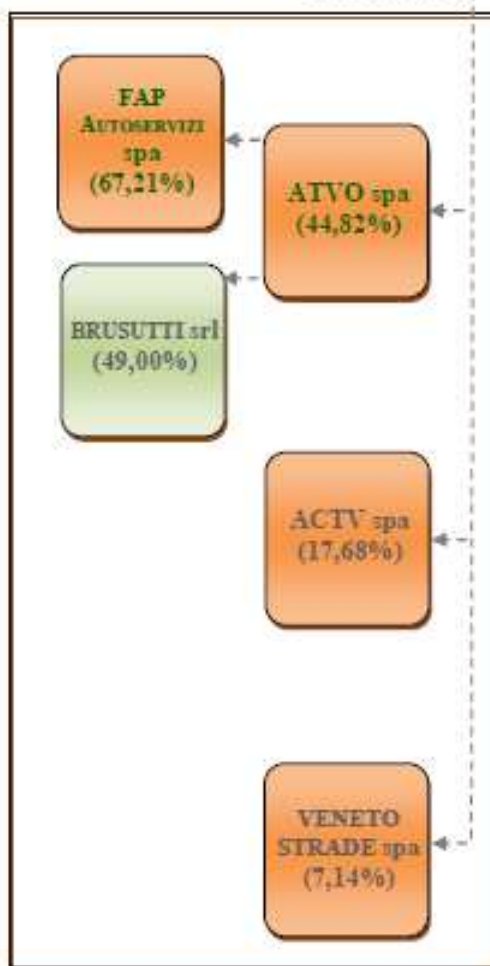 FAP
AUTOSERVIZI
spa
(67,21%)
ATVO spa
(44,82%)
BRUSUTTI srl
(49,00%)
ACTV spa
(17,68%)
VENETO
STRADE spa
(7,14%)